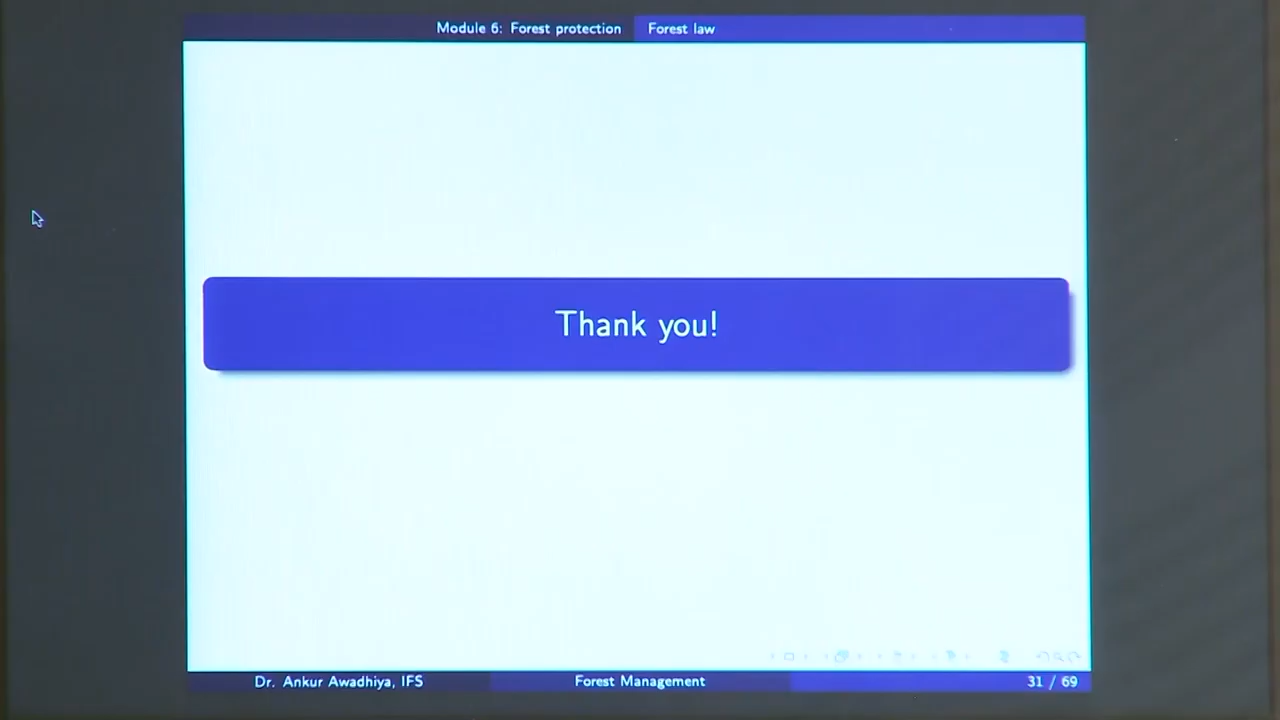 Module 6: Forest protection
Forest law
Thank you!
Dr. Ankur Awadhiya, IFS
Forest Management
31 / 69